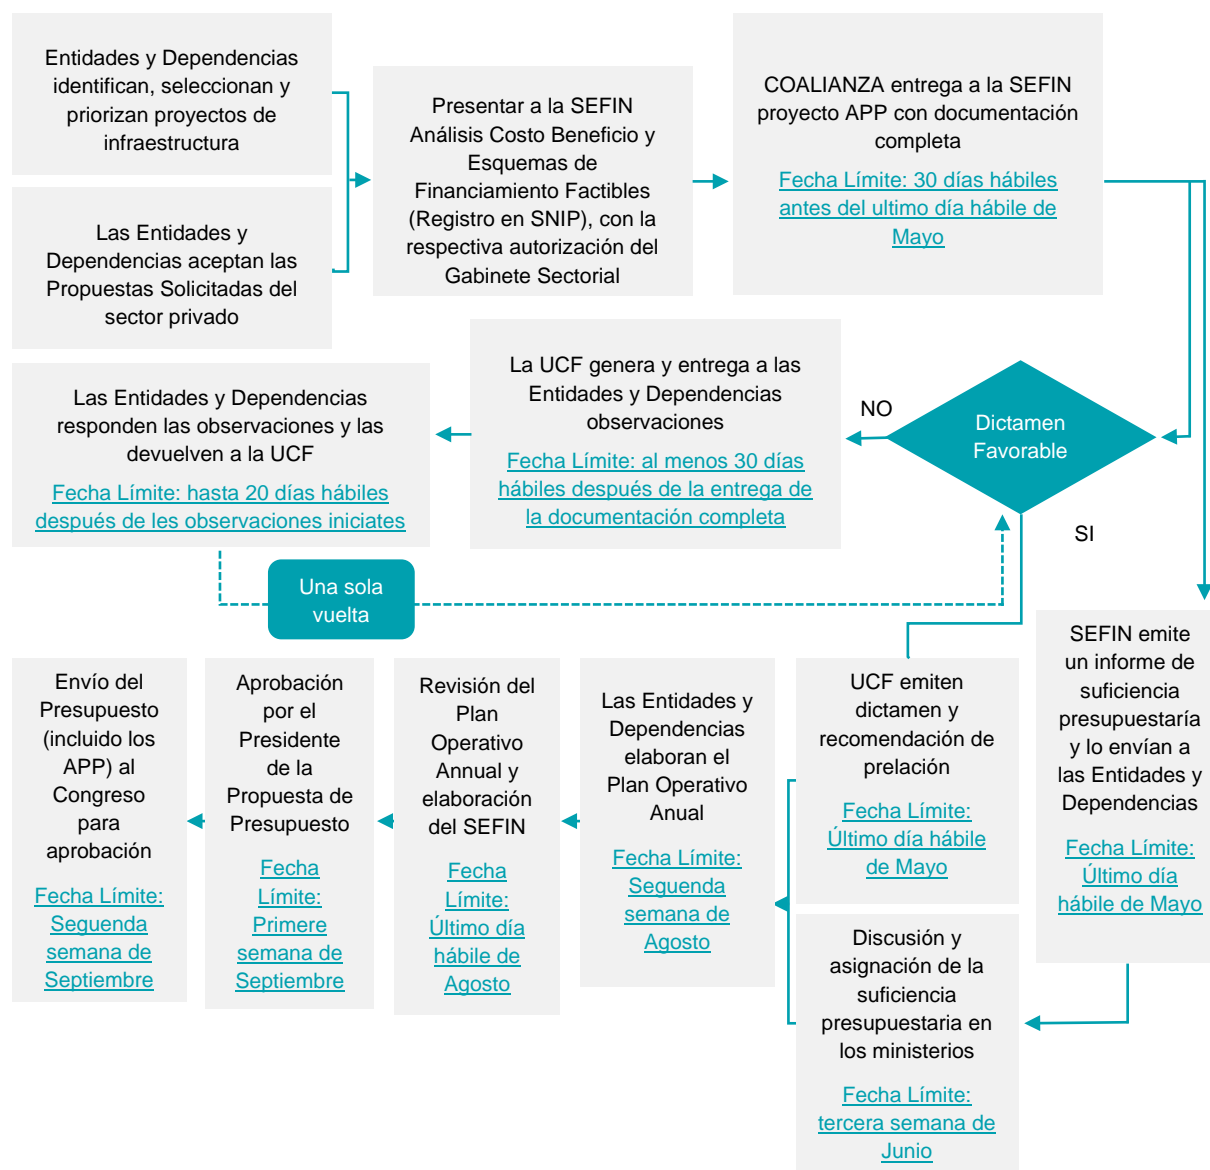 Entidades y Dependencias
identifican, seleccionan y
priorizan proyectos de
infraestructura
Las Entidades y
Dependencias aceptan las
Propuestas Solicitadas del
sector privado
Presentar a la SEFIN
Análisis Costo Beneficio y
Esquemas de
Financiamiento Factibles
(Registro en SNIP), con la
respectiva autorización del
Gabinete Sectorial
COALIANZA entrega a la SEFIN
proyecto APP con documentación
completa
Fecha Límite: 30 días hábiles
antes del ultimo día hábile de
Mayo
Dictamen
Favorable
NO
SI
La UCF genera y entrega a las
Entidades y Dependencias
observaciones
Fecha Límite: al menos 30 días
hábiles después de la entrega de
la documentación completa
Las Entidades y Dependencias
responden las observaciones y las
devuelven a la UCF
Fecha Límite: hasta 20 días hábiles
después de les observaciones iniciates
Una sola
vuelta
SEFIN emite
un informe de
suficiencia
presupuestaría
y lo envían a
las Entidades y
Dependencias
Fecha Límite:
Último día
hábile de Mayo
UCF emiten
dictamen y
recomendación de
prelación
Fecha Límite:
Último día hábile
de Mayo
Discusión y
asignación de la
suficiencia
presupuestaria en
los ministerios
Fecha Límite:
tercera semana de
Junio
Las Entidades y
Dependencias
elaboran el
Plan Operativo
Anual
Fecha Límite:
Seguenda
semana de
Agosto
Revisión del
Plan
Operativo
Annual y
elaboración
del SEFIN
Fecha
Límite:
Último día
hábile de
Agosto
Aprobación
por el
Presidente
de la
Propuesta de
Presupuesto
Fecha
Límite:
Primere
semana de
Septiembre
Envío del
Presupuesto
(incluido los
APP) al
Congreso
para
aprobación
Fecha Límite:
Seguenda
semana de
Septiembre